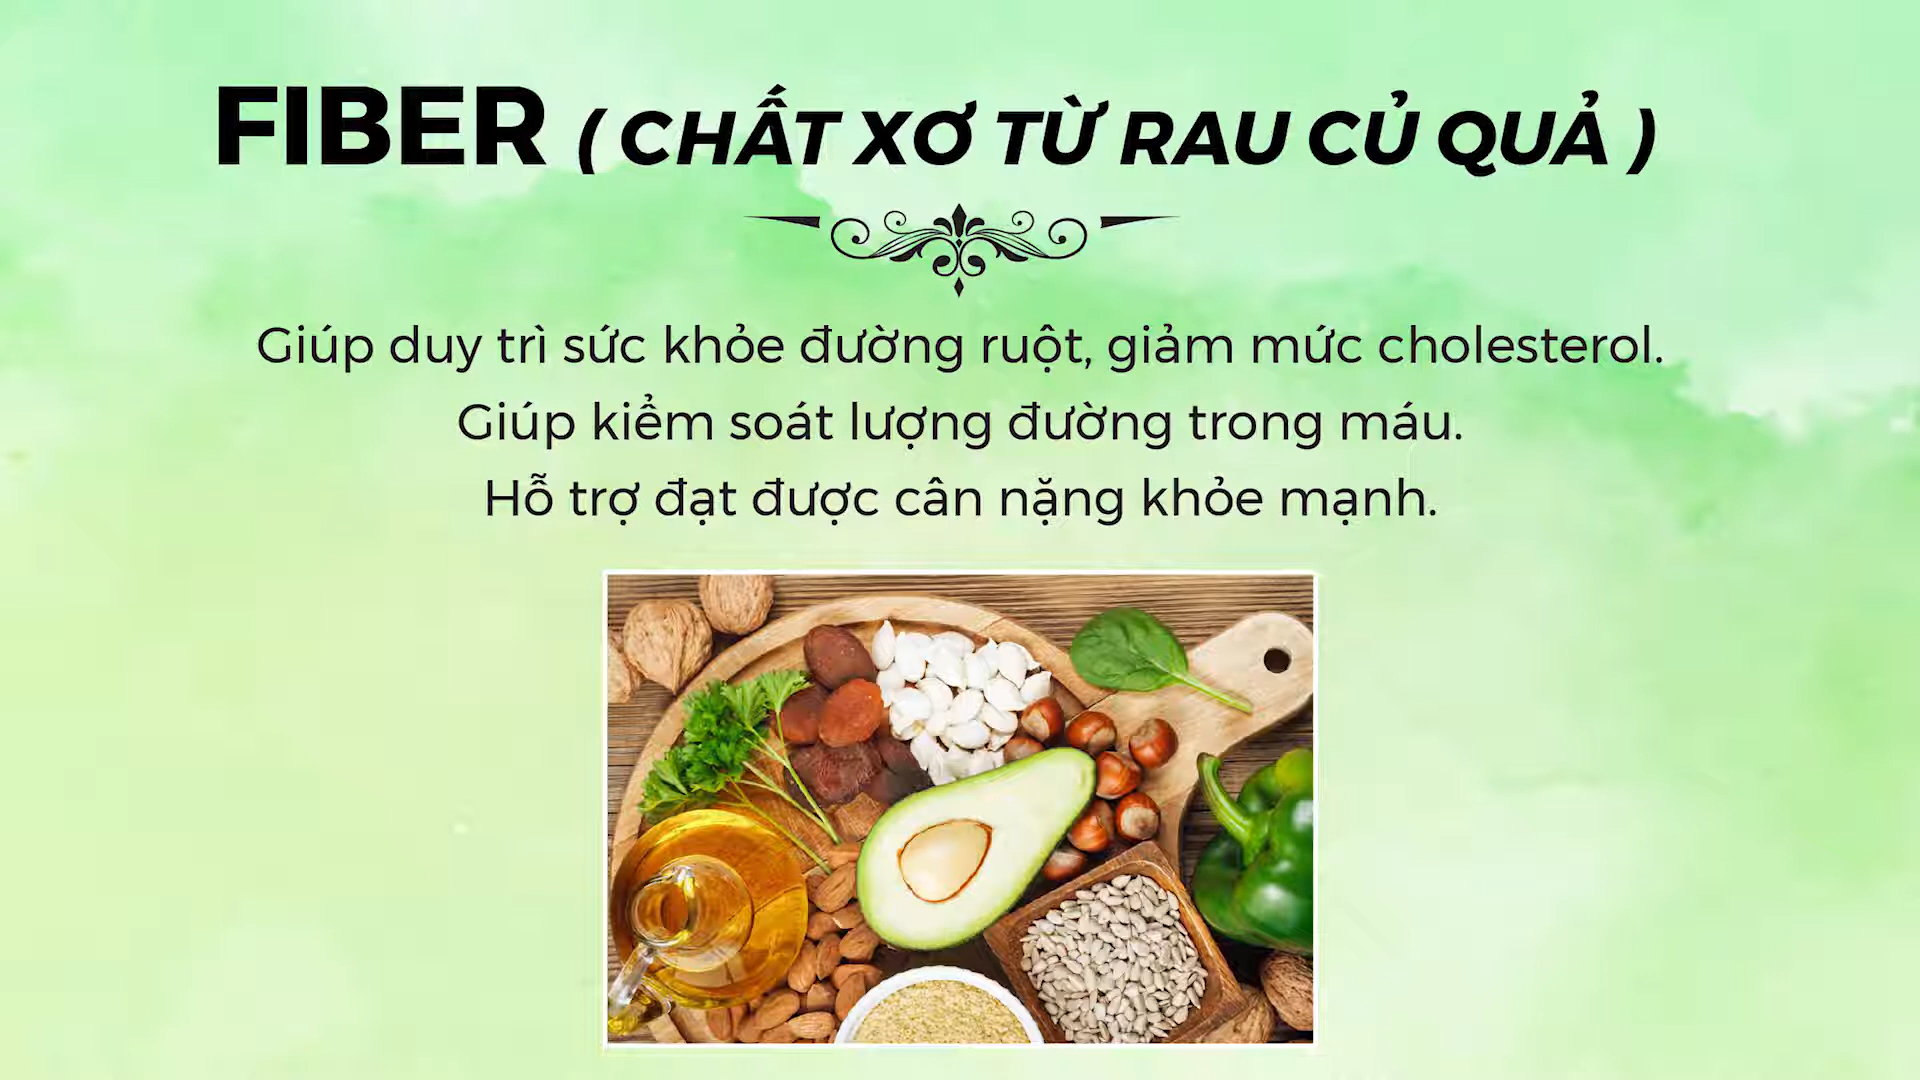 FIBER ( CHẤT XƠ TỪ RAU CỦ QUẢ )
Giúp duy trì sức khỏe đường ruột, giảm mức cholesterol.
Giúp kiểm soát lượng đường trong máu.
Hỗ trợ đạt được cân nặng khỏe mạnh.